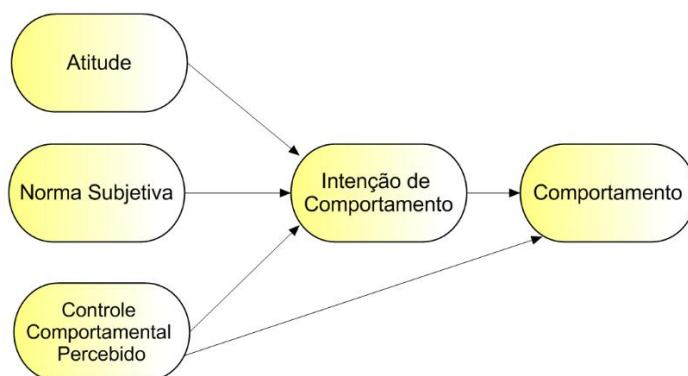 Atitude
Norma Subjetiva
Controle
Comportamental
Percebido
Intenção de
Comportamento
Comportamento